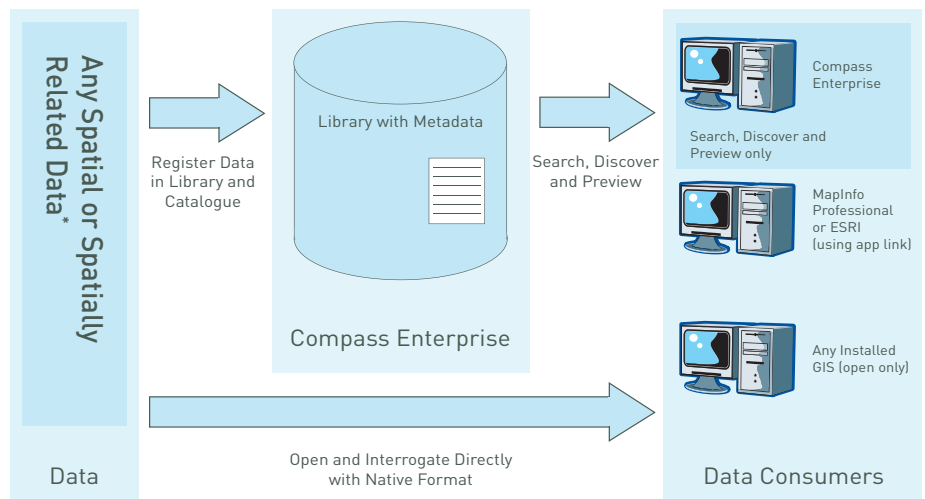 Any Spatial or Spatially
Related Data*
Data
Register Data
in Library and
Catalogue
Library with Metadata
Compass Enterprise
Search, Discover
and Preview
Open and Interrogate Directly
with Native Format
Compass
Enterprise
Search, Discover and
Preview only
MapInfo
Professional
or ESRI
(using app link)
Any Installed
GIS (open only)
Data Consumers